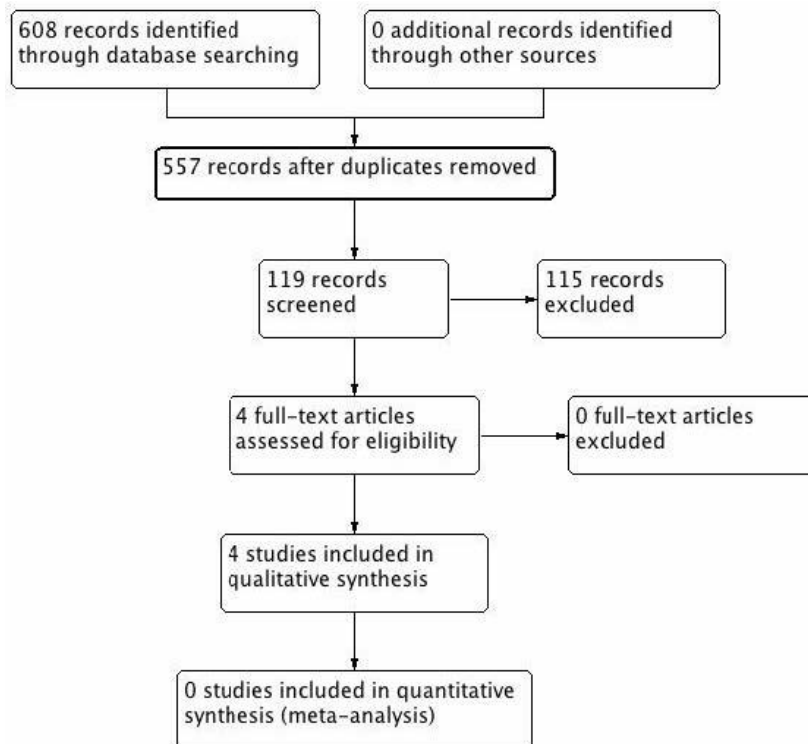 608 records identified
through database searching
0 additional records identified
through other sources
557 records after duplicates removed
119 records
screened
115 records
excluded
4 full-text articles
assessed for eligibility
0 full-text articles
excluded
4 studies included in
qualitative synthesis
0 studies included in quantitative
synthesis (meta-analysis)